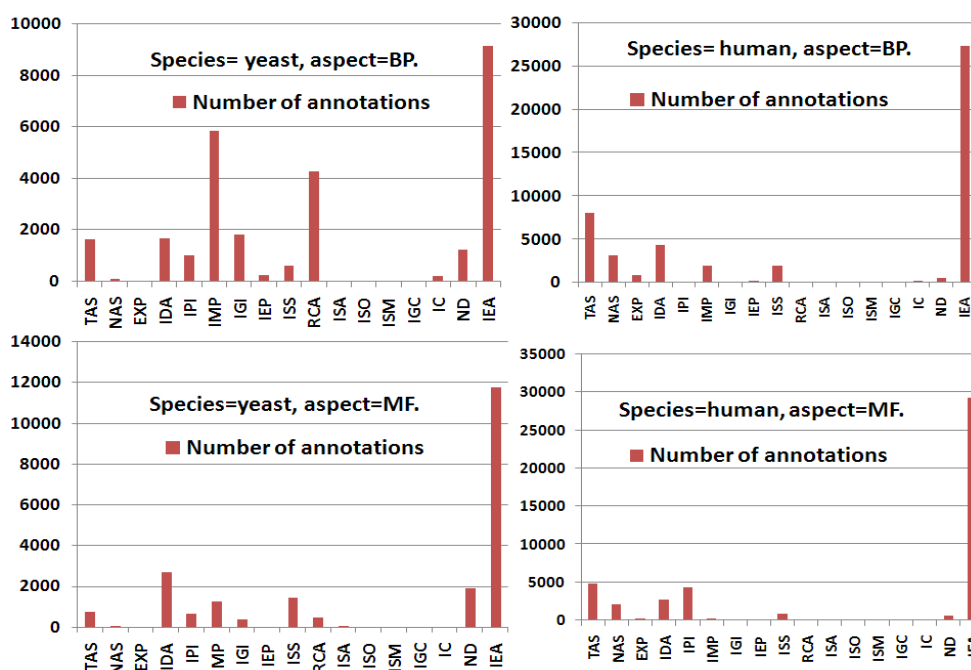 10000
8000
6000
4000
2000
0
Species= yeast, aspect=BP.
Number of annotations
TAS NAS EXP IDA IPI IMP IGI IEP ISS RCA ISA ISO ISM IGC IC ND IEA
30000
25000
20000
15000
10000
5000
0
Species= human, aspect=BP.
Number of annotations
TAS NAS EXP IDA IPI IMP IGI IEP ISS RCA ISA ISO ISM IGC IC ND IEA
14000
12000
10000
8000
6000
4000
2000
0
Species=yeast, aspect=MF.
Number of annotations
TAS NAS EXP IDA IPI IMP IGI IEP ISS RCA ISA ISO ISM IGC IC ND IEA
35000
30000
25000
20000
15000
10000
5000
0
Species=human, aspect=MF.
Number of annotations
TAS NAS EXP IDA IPI IMP IGI IEP ISS RCA ISA ISO ISM IGC IC ND IEA